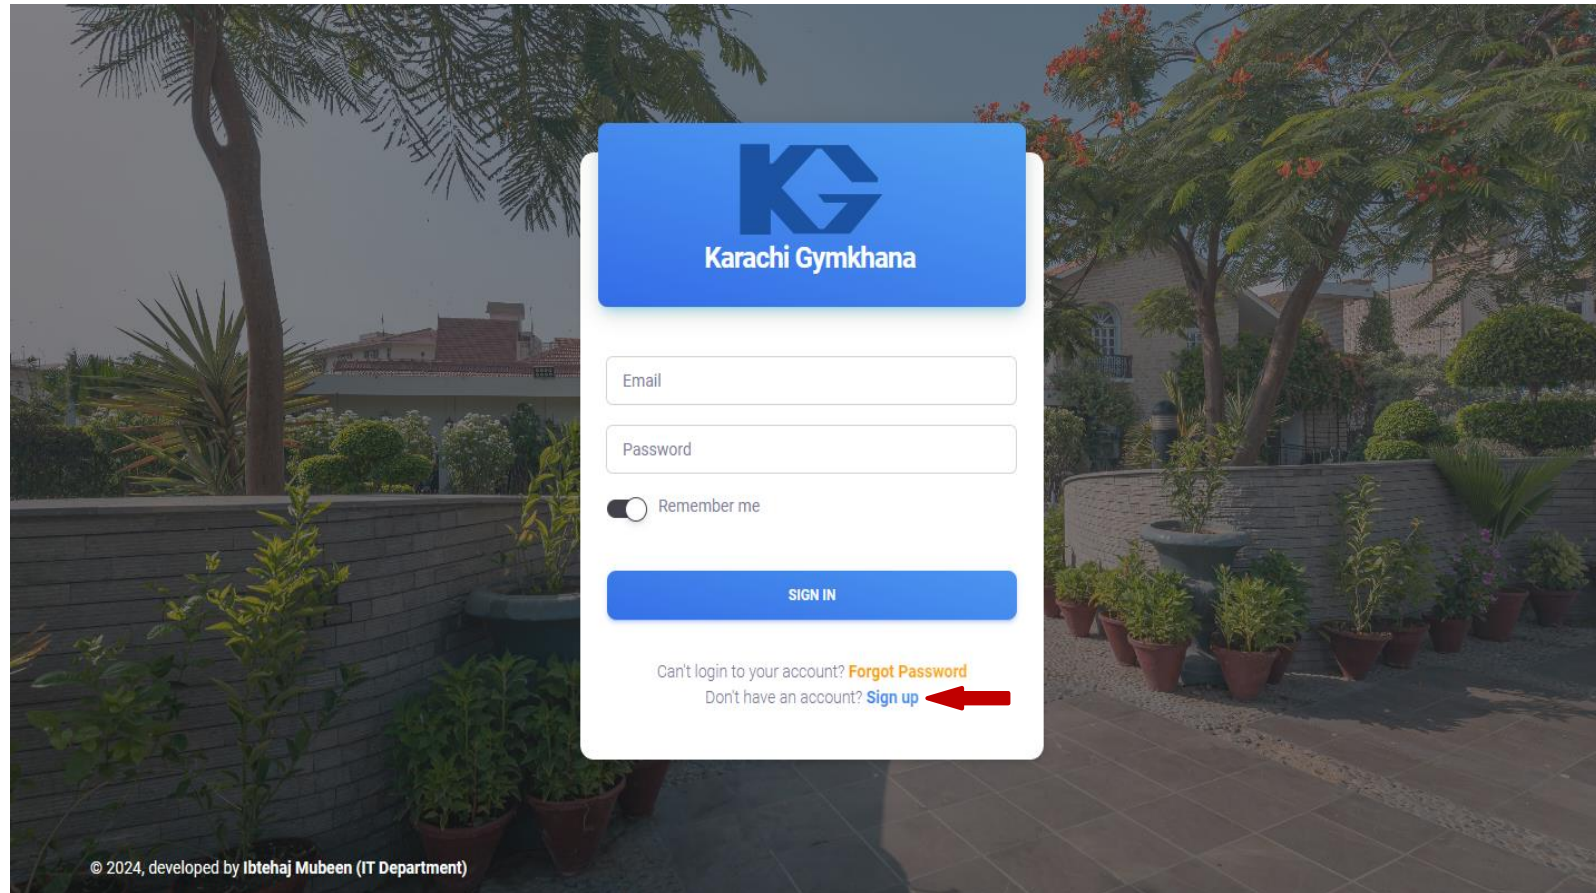 KG
Karachi Gymkhana
Email
Password
Remember me
SIGN IN
Can't login to your account? Forgot Password
Don't have an account? Sign up
© 2024, developed by Ibtehaj Mubeen (IT Department)